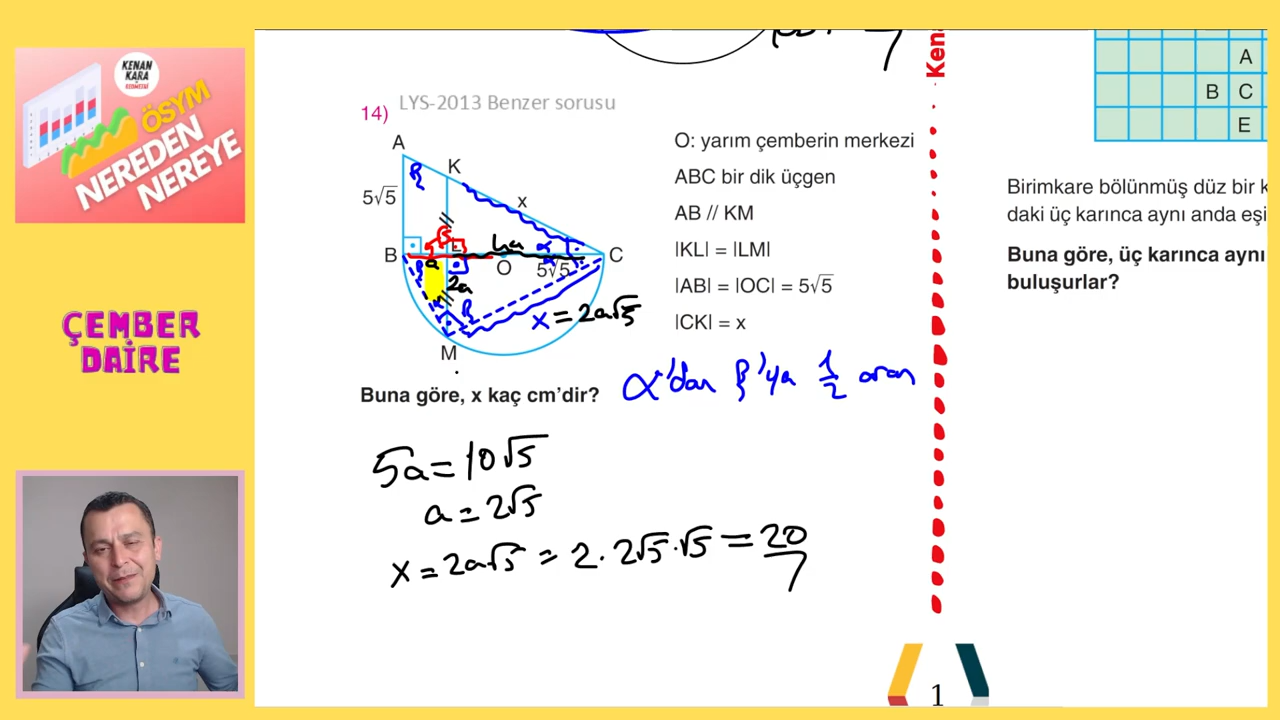 KENAN
KARA
ÖSYM
NEREDEN
NEREYE
ÇEMBER
DAİRE
14)
LYS-2013 Benzer sorusu
A
K
5√5
x
B
L
O
5√5
C
M
a
4a
2a
α
α
β
β
β
x = 2a√5
O: yarım çemberin merkezi
ABC bir dik üçgen
AB // KM
|KL| = |LM|
|AB| = |OC| = 5√5
|CK| = x
Buna göre, x kaç cm'dir?
α'dan β'ya 1/2 oran
5a = 10√5
a = 2√5
x = 2a√5 = 2 · 2√5 · √5 = 20
1
Kena
A
B C
E
Birimkare bölünmüş düz bir k
daki üç karınca aynı anda eşi
Buna göre, üç karınca aynı
buluşurlar?